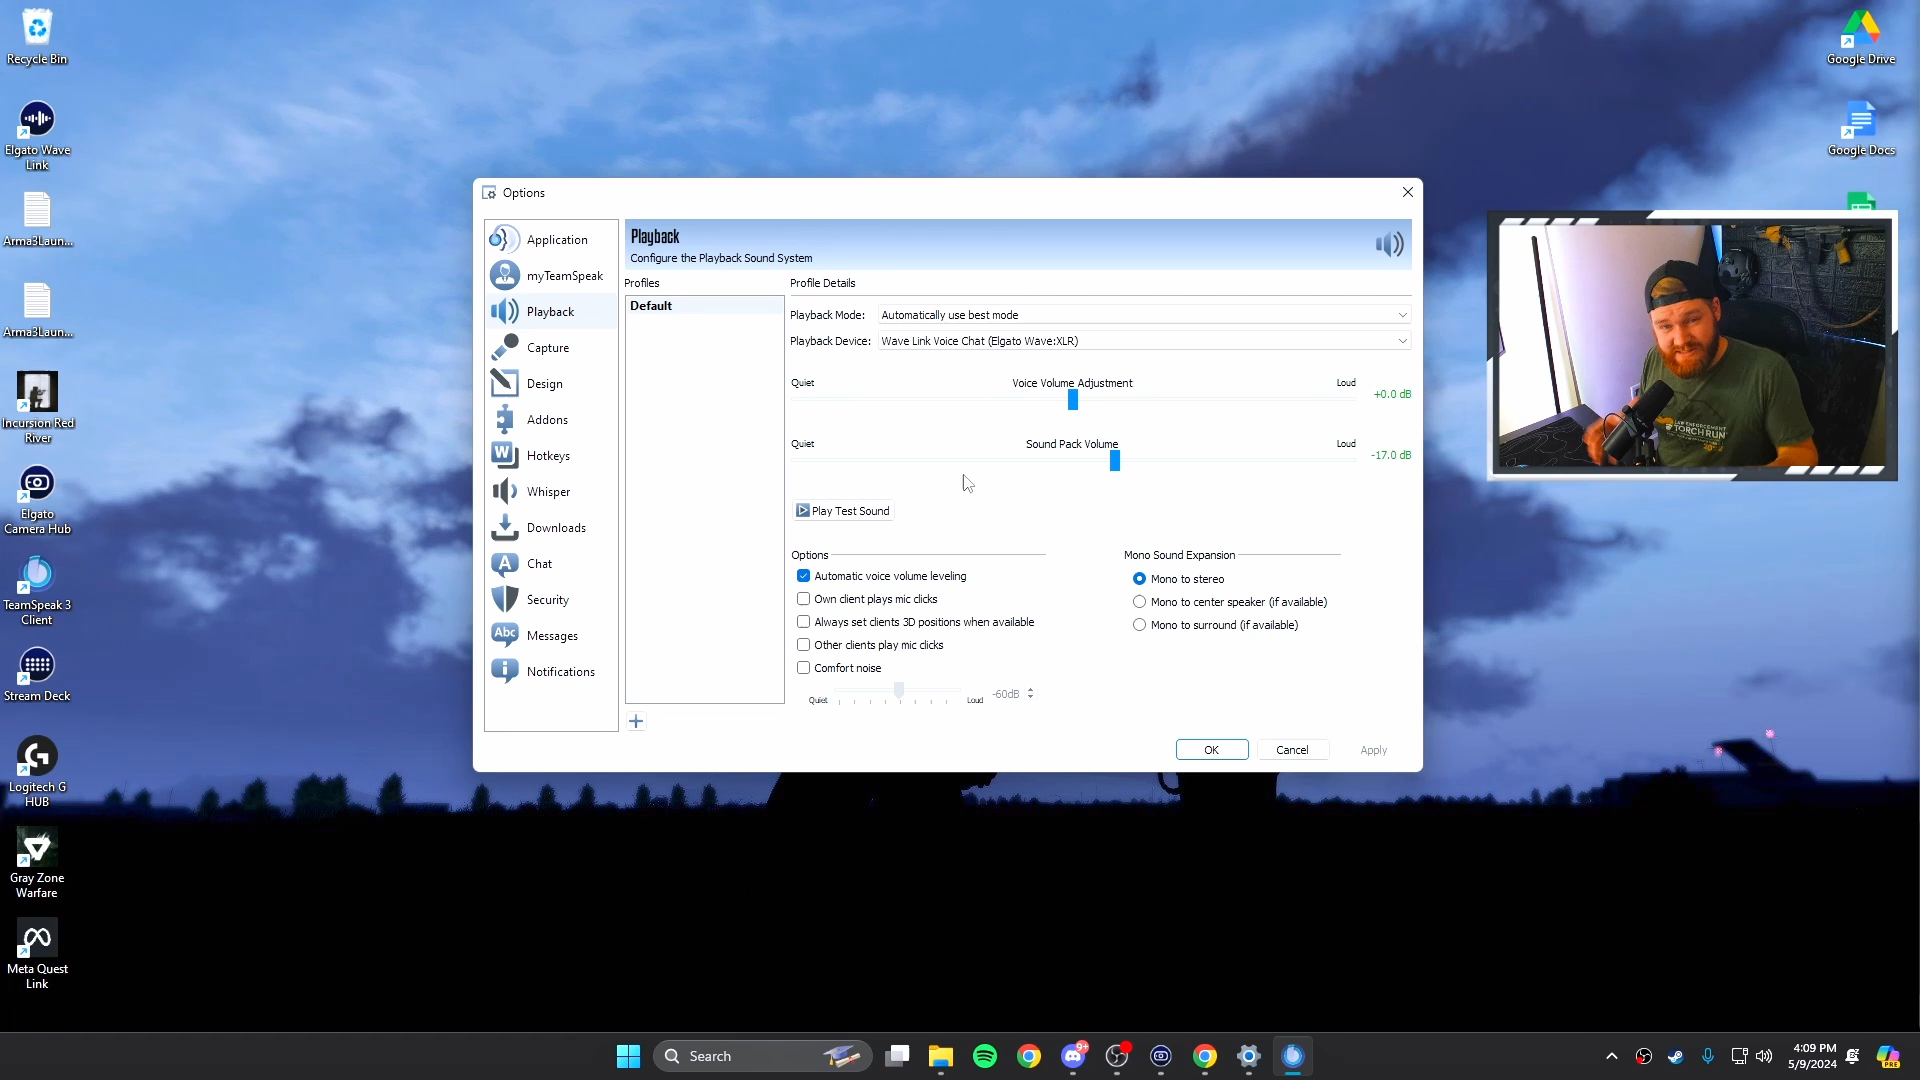 Recycle Bin
Elgato Wave
Link
Arma3Laun...
Arma3Laun...
Incursion Red
River
Elgato
Camera Hub
TeamSpeak 3
Client
Stream Deck
Logitech G
HUB
Gray Zone
Warfare
Meta Quest
Link
Google Drive
Google Docs
Options
Application
myTeamSpeak
Playback
Capture
Design
Addons
Hotkeys
Whisper
Downloads
Chat
Security
Messages
Notifications
Playback
Configure the Playback Sound System
Profiles
Default
Profile Details
Playback Mode: Automatically use best mode
Playback Device: Wave Link Voice Chat (Elgato Wave:XLR)
Quiet Voice Volume Adjustment Loud
+0.0 dB
Quiet Sound Pack Volume Loud
-17.0 dB
Play Test Sound
Options
Automatic voice volume leveling
Own client plays mic clicks
Always set clients 3D positions when available
Other clients play mic clicks
Comfort noise
Quiet Loud -60dB
Mono Sound Expansion
Mono to stereo
Mono to center speaker (if available)
Mono to surround (if available)
OK Cancel Apply
LAW ENFORCEMENT
TORCH RUN
Search
9+
4:09 PM
5/9/2024
PRE